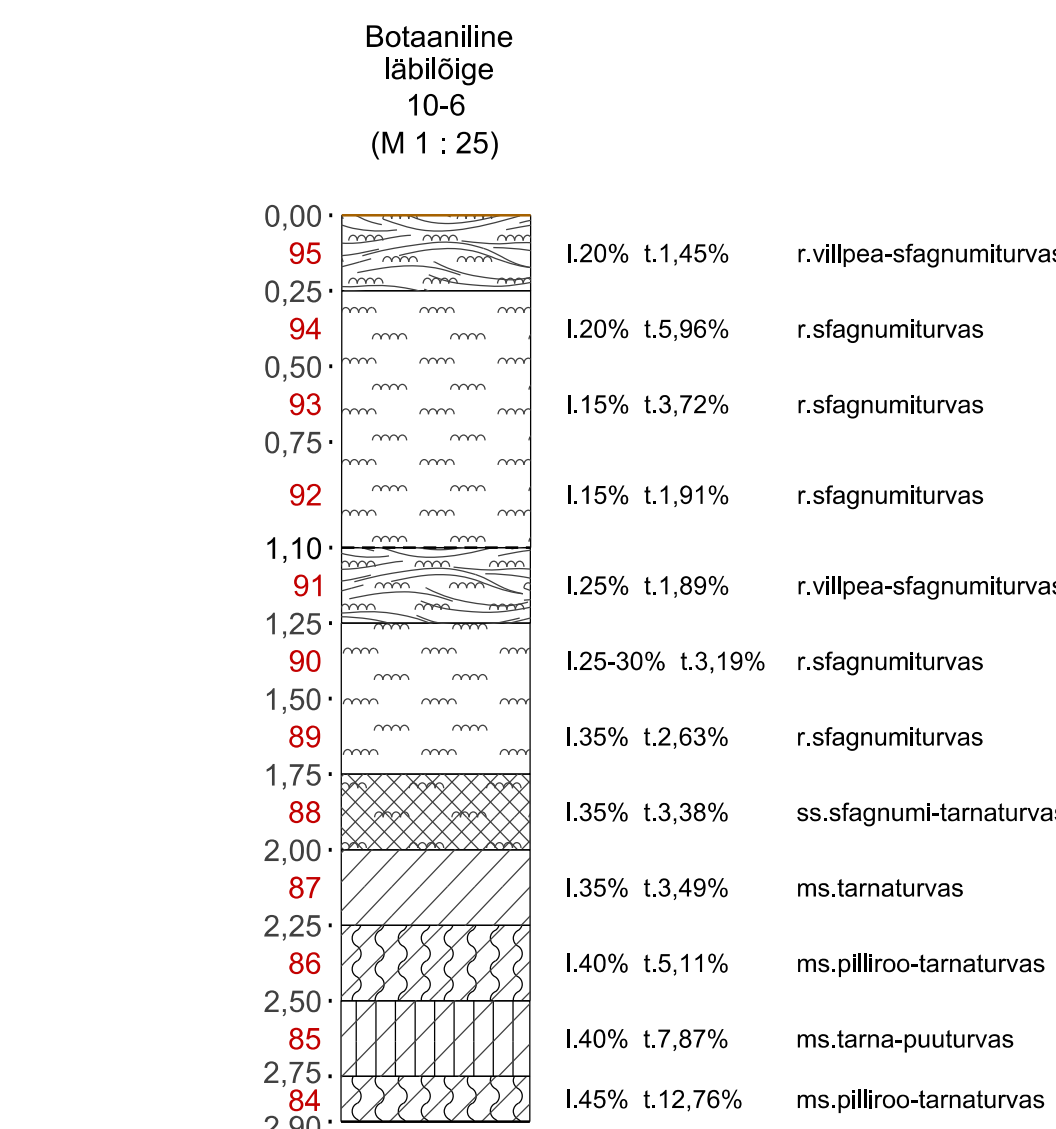 Botaaniline
läbilõige
10-6
(M 1 : 25)
0,00
95 l.20% t.1,45% r.villpea-sfagnumiturvas
0,25
94 l.20% t.5,96% r.sfagnumiturvas
0,50
93 l.15% t.3,72% r.sfagnumiturvas
0,75
92 l.15% t.1,91% r.sfagnumiturvas
1,10
91 l.25% t.1,89% r.villpea-sfagnumiturvas
1,25
90 l.25-30% t.3,19% r.sfagnumiturvas
1,50
89 l.35% t.2,63% r.sfagnumiturvas
1,75
88 l.35% t.3,38% ss.sfagnumi-tarnaturvas
2,00
87 l.35% t.3,49% ms.tarnaturvas
2,25
86 l.40% t.5,11% ms.pilliroo-tarnaturvas
2,50
85 l.40% t.7,87% ms.tarna-puuturvas
2,75
84 l.45% t.12,76% ms.pilliroo-tarnaturvas
2,90